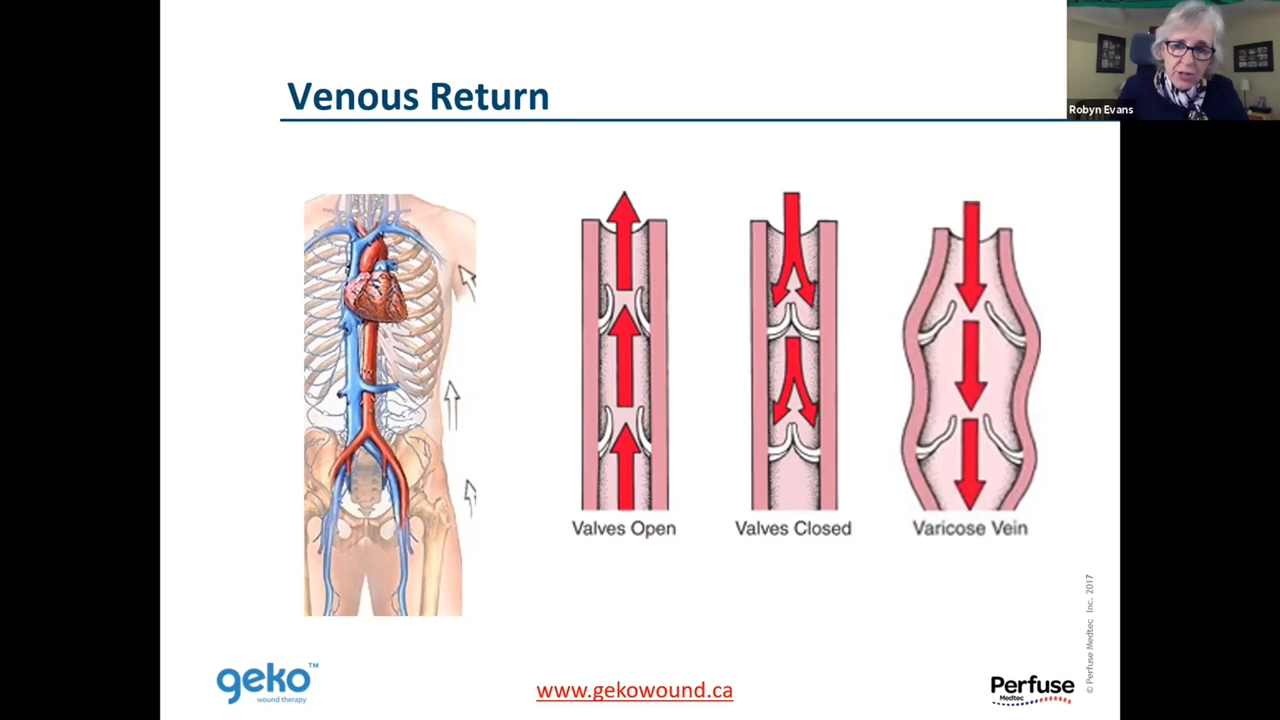 Venous Return
Robyn Evans
Valves Open
Valves Closed
Varicose Vein
© Perfuse Medtec Inc. 2017
geko™
wound therapy
www.gekowound.ca
Perfuse
Medtec